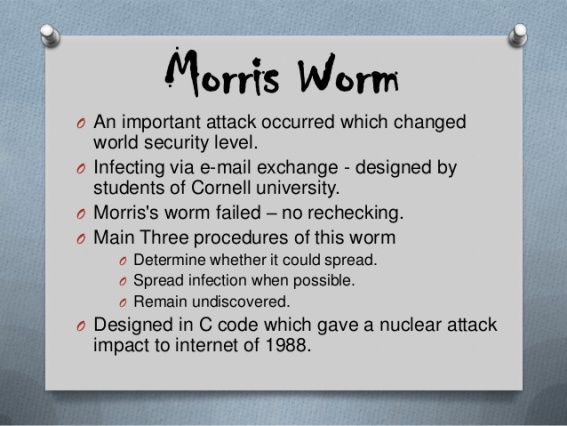 Morris Worm
An important attack occurred which changed
world security level.
Infecting via e-mail exchange - designed by
students of Cornell university.
Morris's worm failed – no rechecking.
Main Three procedures of this worm
Determine whether it could spread.
Spread infection when possible.
Remain undiscovered.
Designed in C code which gave a nuclear attack
impact to internet of 1988.